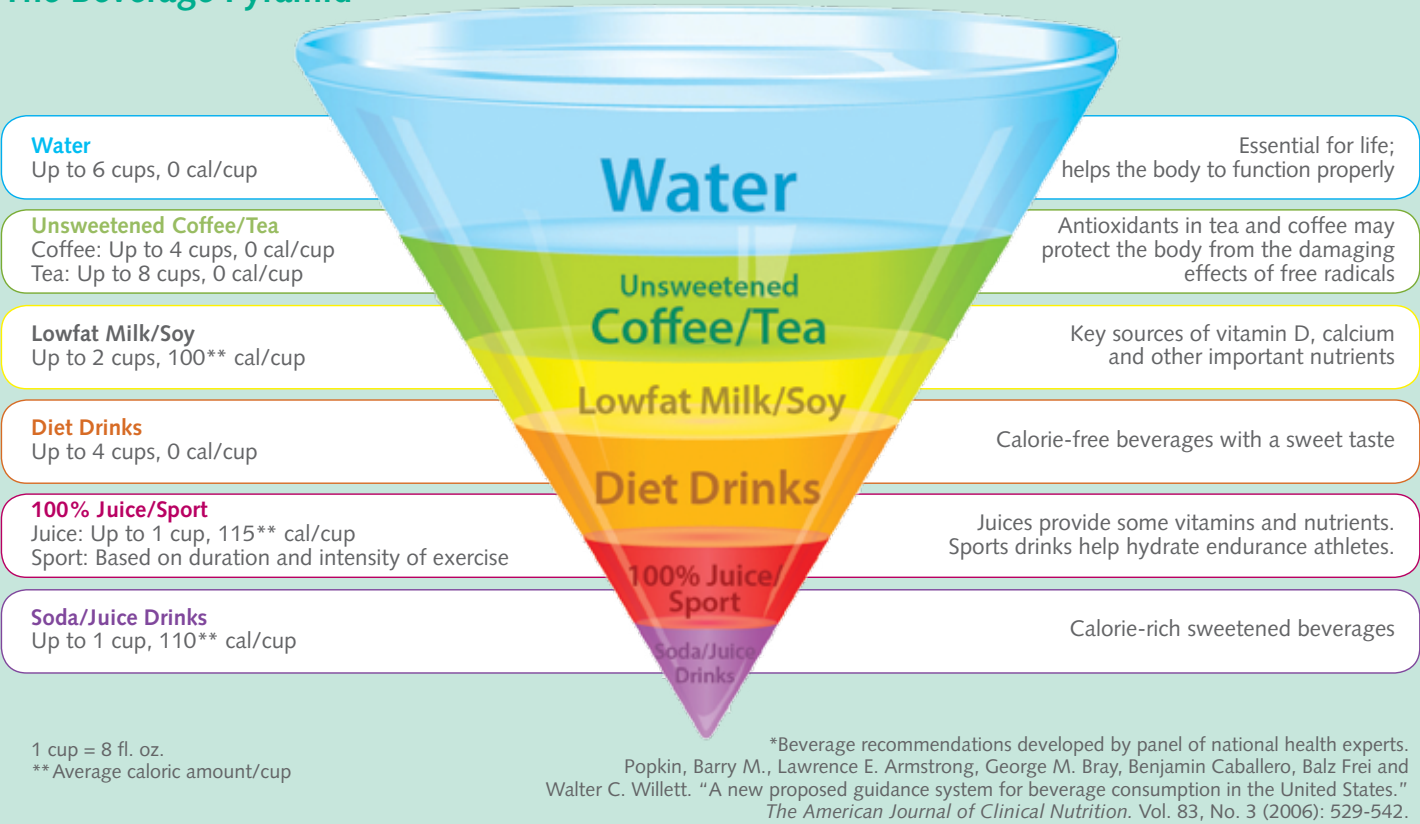 The Beverage Pyramid
Water
Up to 6 cups, 0 cal/cup
Unsweetened Coffee/Tea
Coffee: Up to 4 cups, 0 cal/cup
Tea: Up to 8 cups, 0 cal/cup
Lowfat Milk/Soy
Up to 2 cups, 100** cal/cup
Diet Drinks
Up to 4 cups, 0 cal/cup
100% Juice/Sport
Juice: Up to 1 cup, 115** cal/cup
Sport: Based on duration and intensity of exercise
Soda/Juice Drinks
Up to 1 cup, 110** cal/cup
Water
Unsweetened
Coffee/Tea
Lowfat Milk/Soy
Diet Drinks
100% Juice/
Sport
Soda/Juice
Drinks
Essential for life;
helps the body to function properly
Antioxidants in tea and coffee may
protect the body from the damaging
effects of free radicals
Key sources of vitamin D, calcium
and other important nutrients
Calorie-free beverages with a sweet taste
Juices provide some vitamins and nutrients.
Sports drinks help hydrate endurance athletes.
Calorie-rich sweetened beverages
1 cup = 8 fl. oz.
**Average caloric amount/cup
*Beverage recommendations developed by panel of national health experts.
Popkin, Barry M., Lawrence E. Armstrong, George M. Bray, Benjamin Caballero, Balz Frei and
Walter C. Willett. “A new proposed guidance system for beverage consumption in the United States.”
The American Journal of Clinical Nutrition. Vol. 83, No. 3 (2006): 529-542.